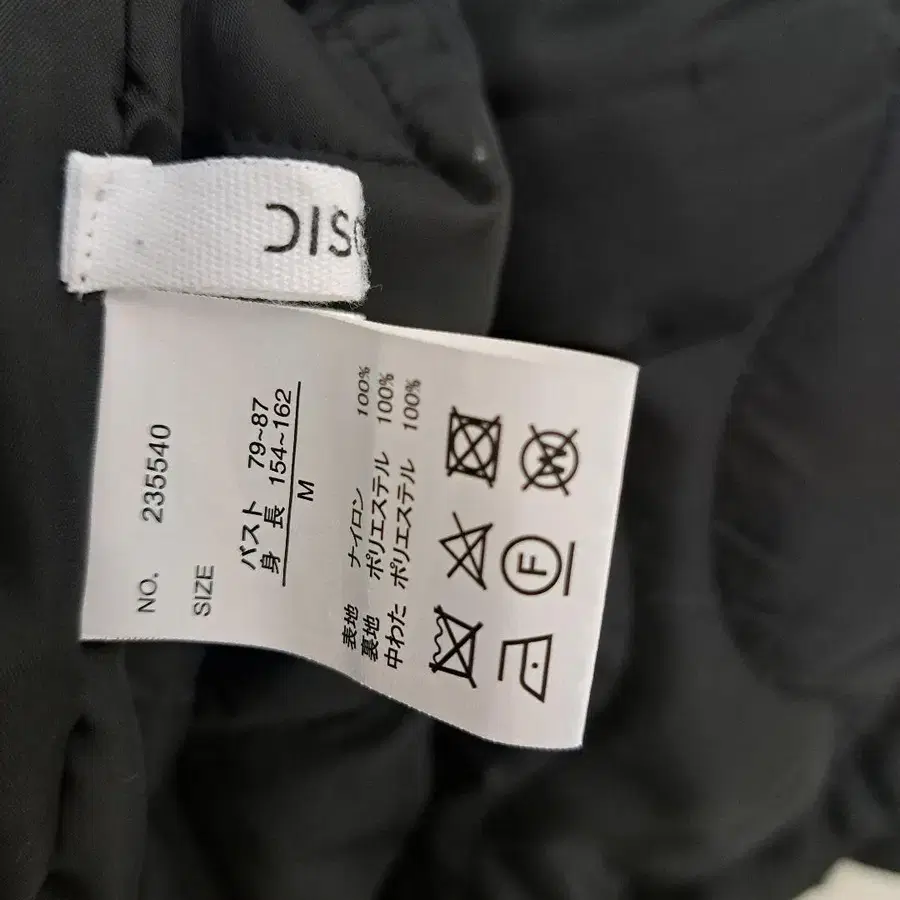 SIC
NO. 235540
SIZE
バスト 79~87
身 長 154~162
M
表地 ナイロン 100%
裏地 ポリエステル 100%
中わた ポリエステル 100%
F W